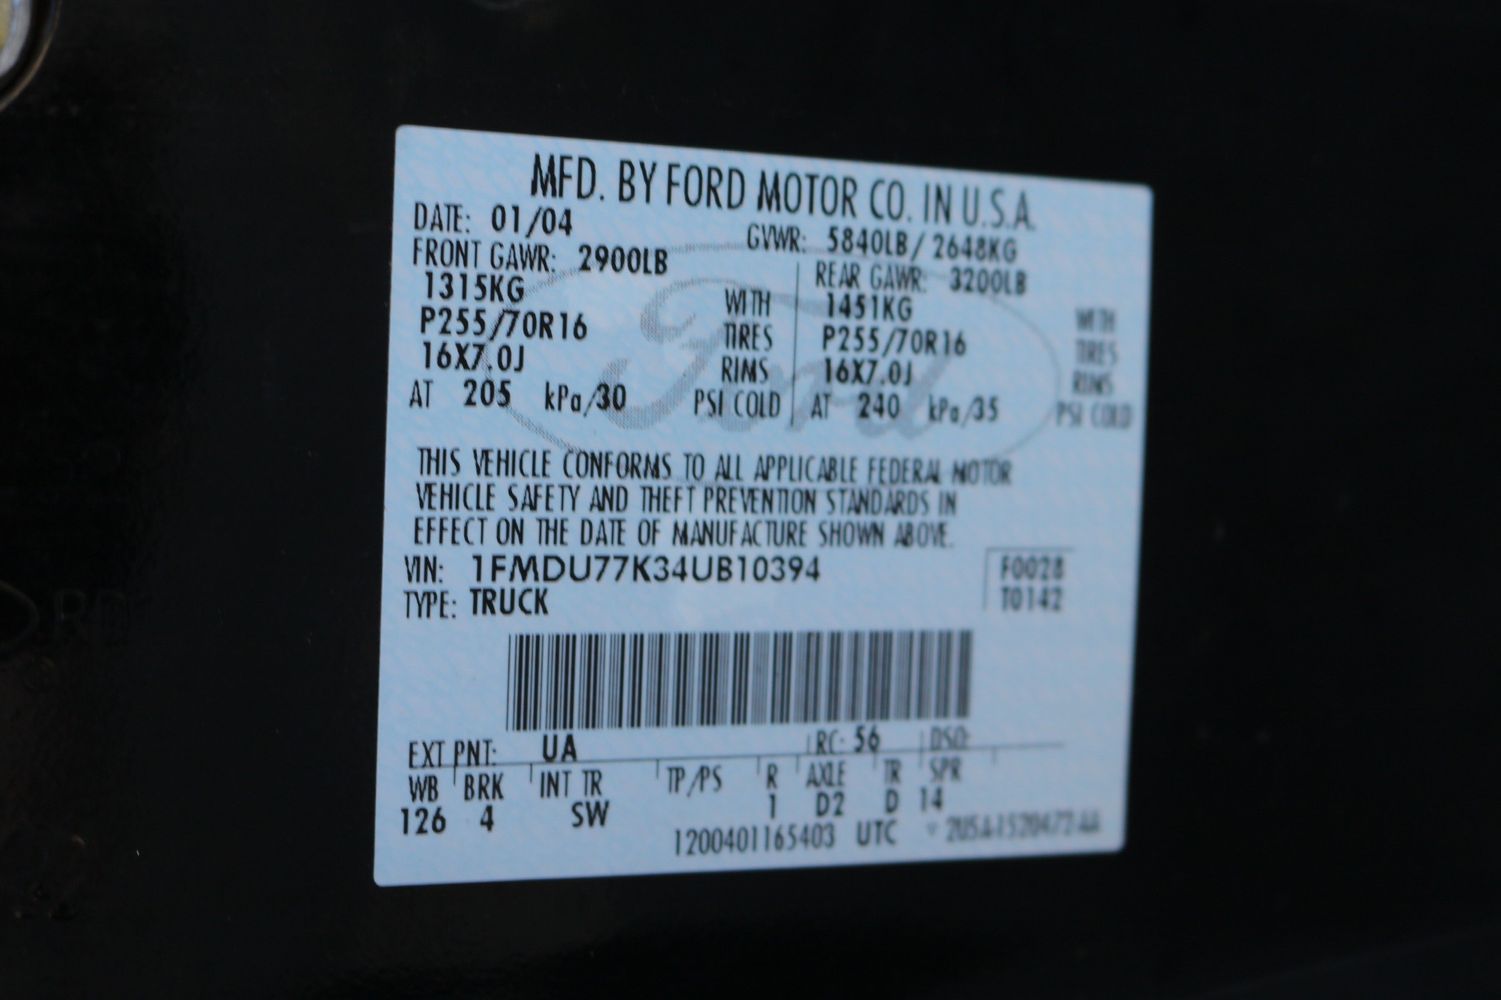 MFD. BY FORD MOTOR CO. IN U.S.A.
DATE: 01/04 GVWR: 5840LB/ 2648KG
FRONT GAWR: 2900LB REAR GAWR: 3200LB
1315KG WITH 1451KG WITH
P255/70R16 TIRES P255/70R16 TIRES
16X7.0J RIMS 16X7.0J RIMS
AT 205 kPa/30 PSI COLD AT 240 kPa/35 PSI COLD
Ford
THIS VEHICLE CONFORMS TO ALL APPLICABLE FEDERAL MOTOR
VEHICLE SAFETY AND THEFT PREVENTION STANDARDS IN
EFFECT ON THE DATE OF MANUFACTURE SHOWN ABOVE.
VIN: 1FMDU77K34UB10394 F0028
TYPE: TRUCK T0142
EXT PNT: UA RC: 56 DSO:
WB BRK INT TR TP/PS R AXLE TR SPR
126 4 SW 1 D2 D 14
1200401165403 UTC